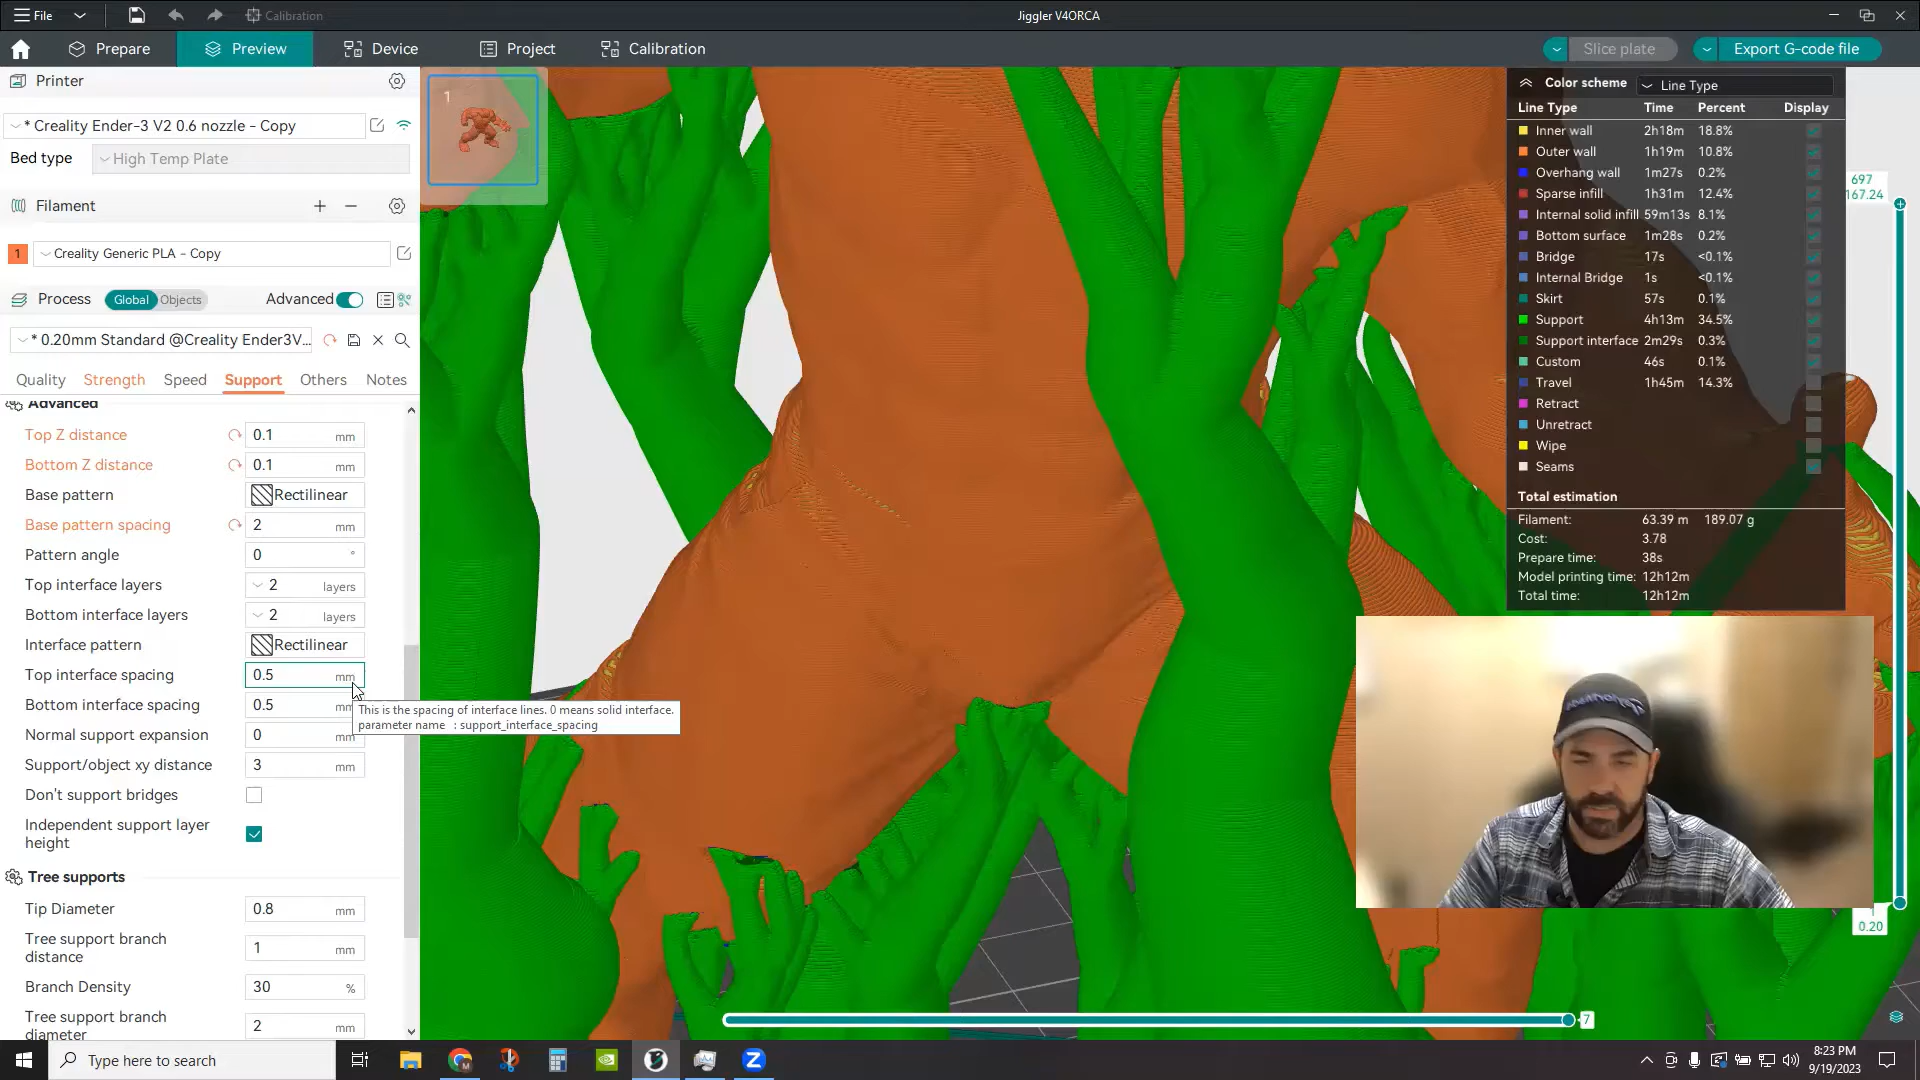 File
Calibration
Jiggler V4ORCA
Prepare
Preview
Device
Project
Calibration
Slice plate
Export G-code file
Printer
* Creality Ender-3 V2 0.6 nozzle - Copy
Bed type
High Temp Plate
Filament
1
Creality Generic PLA - Copy
Process
Global
Objects
Advanced
* 0.20mm Standard @Creality Ender3V...
Quality
Strength
Speed
Support
Others
Notes
Advanced
Top Z distance
0.1
mm
Bottom Z distance
0.1
mm
Base pattern
Rectilinear
Base pattern spacing
2
mm
Pattern angle
0
°
Top interface layers
2
layers
Bottom interface layers
2
layers
Interface pattern
Rectilinear
Top interface spacing
0.5
mm
Bottom interface spacing
0.5
mm
This is the spacing of interface lines. 0 means solid interface.
parameter name : support_interface_spacing
Normal support expansion
0
mm
Support/object xy distance
3
mm
Don't support bridges
Independent support layer
height
Tree supports
Tip Diameter
0.8
mm
Tree support branch
distance
1
mm
Branch Density
30
%
Tree support branch
diameter
2
mm
1
Color scheme
Line Type
Line Type Time Percent Display
Inner wall 2h18m 18.8%
Outer wall 1h19m 10.8%
Overhang wall 1m27s 0.2%
Sparse infill 1h31m 12.4%
Internal solid infill 59m13s 8.1%
Bottom surface 1m28s 0.2%
Bridge 17s <0.1%
Internal Bridge 1s <0.1%
Skirt 57s 0.1%
Support 4h13m 34.5%
Support interface 2m29s 0.3%
Custom 46s 0.1%
Travel 1h45m 14.3%
Retract
Unretract
Wipe
Seams
Total estimation
Filament: 63.39 m 189.07 g
Cost: 3.78
Prepare time: 38s
Model printing time: 12h12m
Total time: 12h12m
697
167.24
1
0.20
7
Type here to search
8:23 PM
9/19/2023